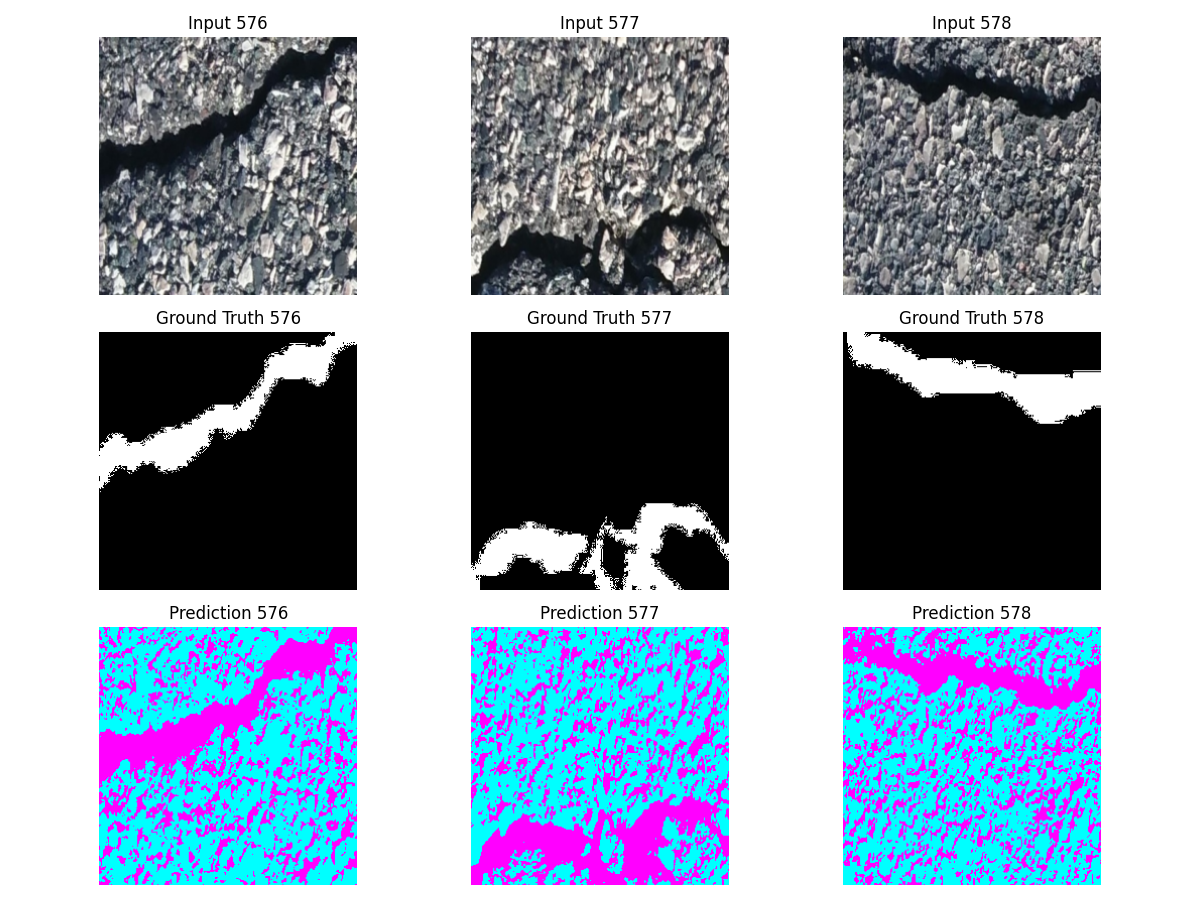 Input 576
Input 577
Input 578
Ground Truth 576
Ground Truth 577
Ground Truth 578
Prediction 576
Prediction 577
Prediction 578